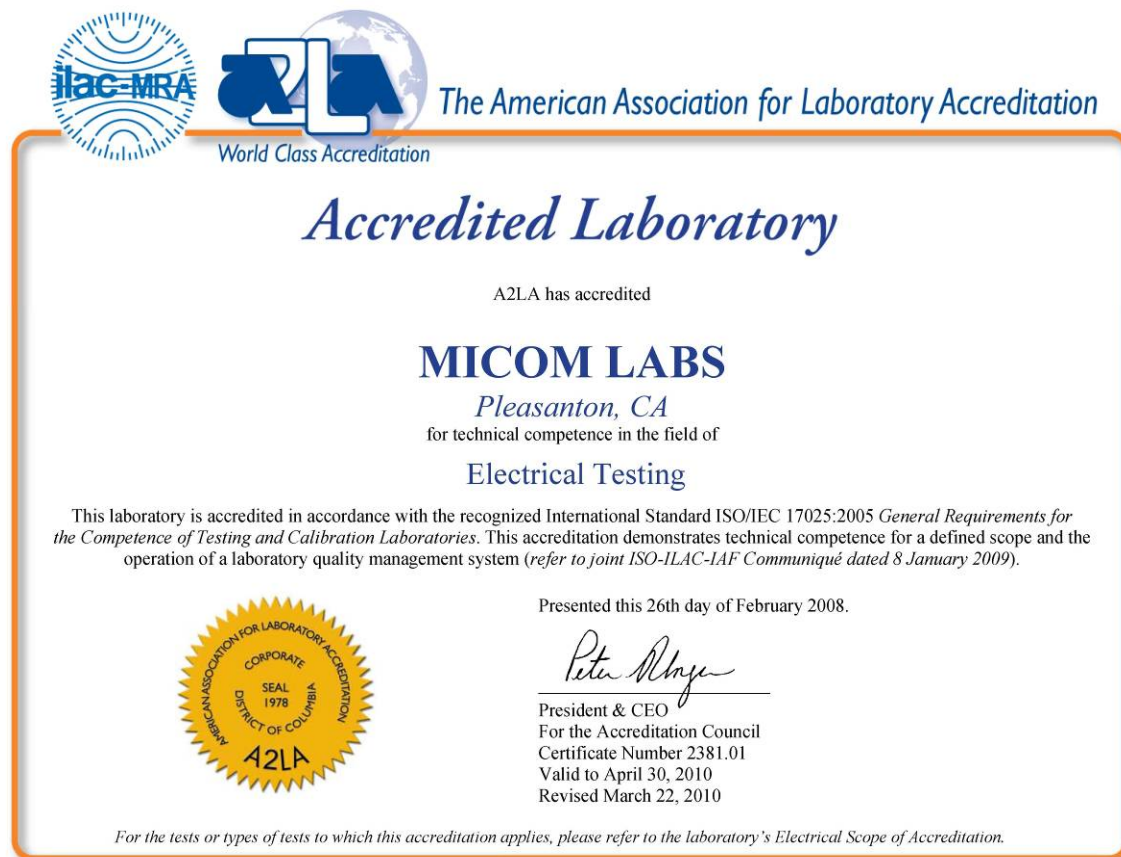 ilac-MRA
a2la
The American Association for Laboratory Accreditation
World Class Accreditation
Accredited Laboratory
A2LA has accredited
MICOM LABS
Pleasanton, CA
for technical competence in the field of
Electrical Testing
This laboratory is accredited in accordance with the recognized International Standard ISO/IEC 17025:2005 General Requirements for
the Competence of Testing and Calibration Laboratories. This accreditation demonstrates technical competence for a defined scope and the
operation of a laboratory quality management system (refer to joint ISO-ILAC-IAF Communiqué dated 8 January 2009).
Presented this 26th day of February 2008.
AMERICAN ASSOCIATION FOR LABORATORY ACCREDITATION
CORPORATE
SEAL
1978
DISTRICT OF COLUMBIA
A2LA
Peter
President & CEO
For the Accreditation Council
Certificate Number 2381.01
Valid to April 30, 2010
Revised March 22, 2010
For the tests or types of tests to which this accreditation applies, please refer to the laboratory's Electrical Scope of Accreditation.